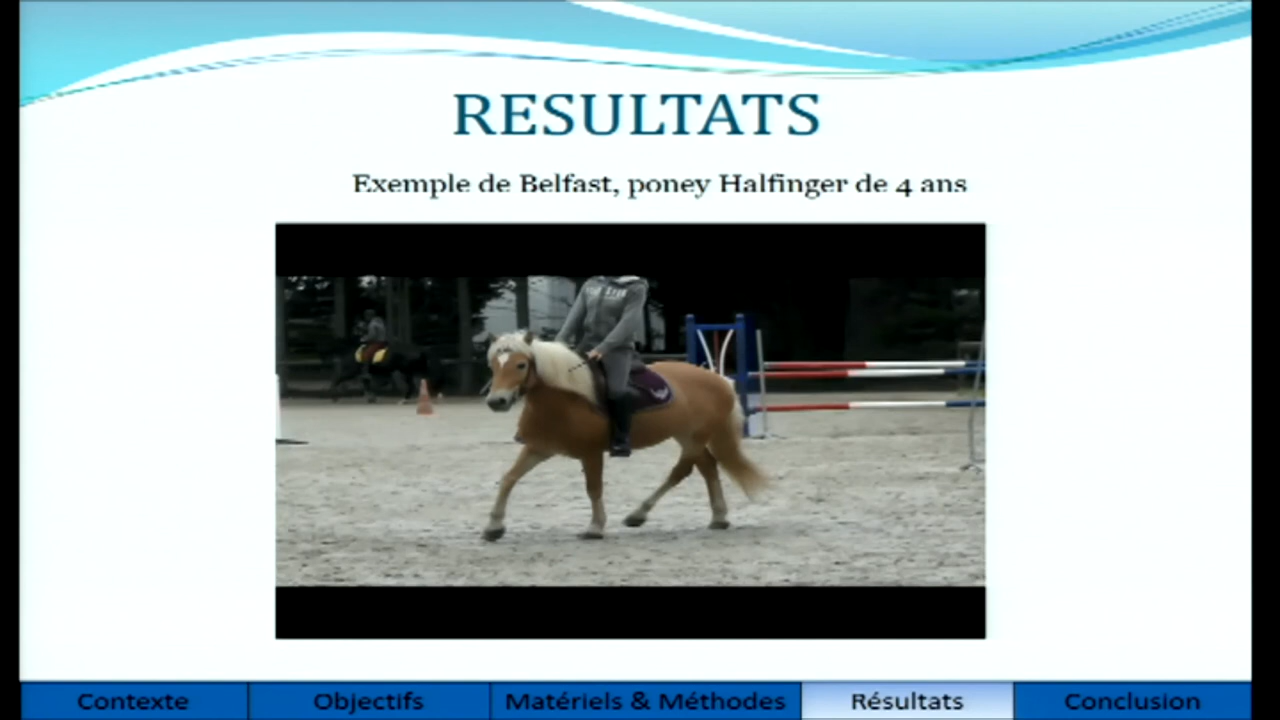 RESULTATS
Exemple de Belfast, poney Halfinger de 4 ans
Contexte
Objectifs
Matériels & Méthodes
Résultats
Conclusion